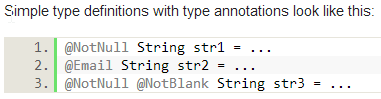 Simple type definitions with type annotations look like this:
1. @NotNull String str1 = ...
2. @Email String str2 = ...
3. @NotNull @NotBlank String str3 = ...